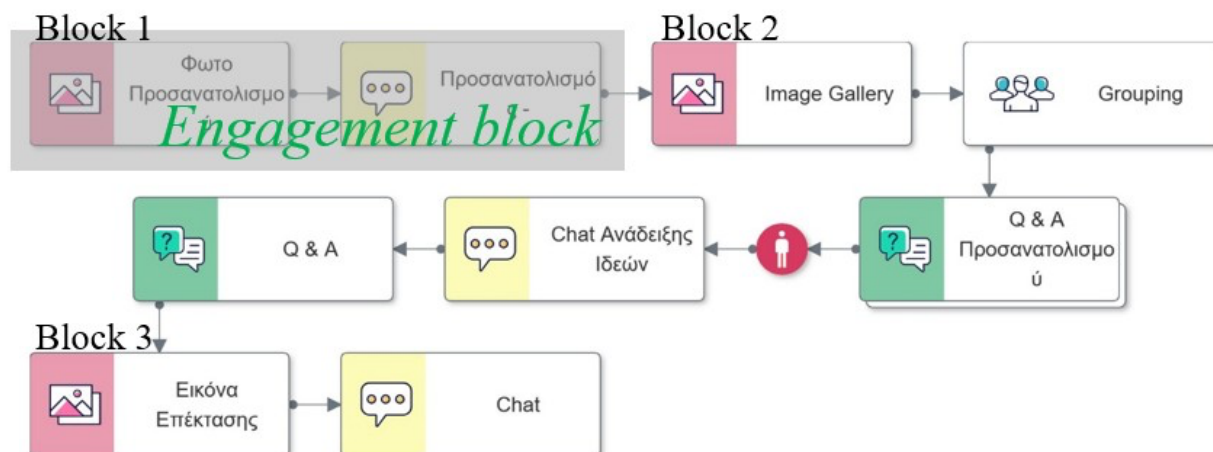 Block 1
Block 2
Φωτο
Προσανατολισμο
ύ
Προσανατολισμό
ς -
Engagement block
Image Gallery
Grouping
Q & A
Chat Ανάδειξης
Ιδεών
Q & A
Προσανατολισμο
ύ
Block 3
Εικόνα
Επέκτασης
Chat